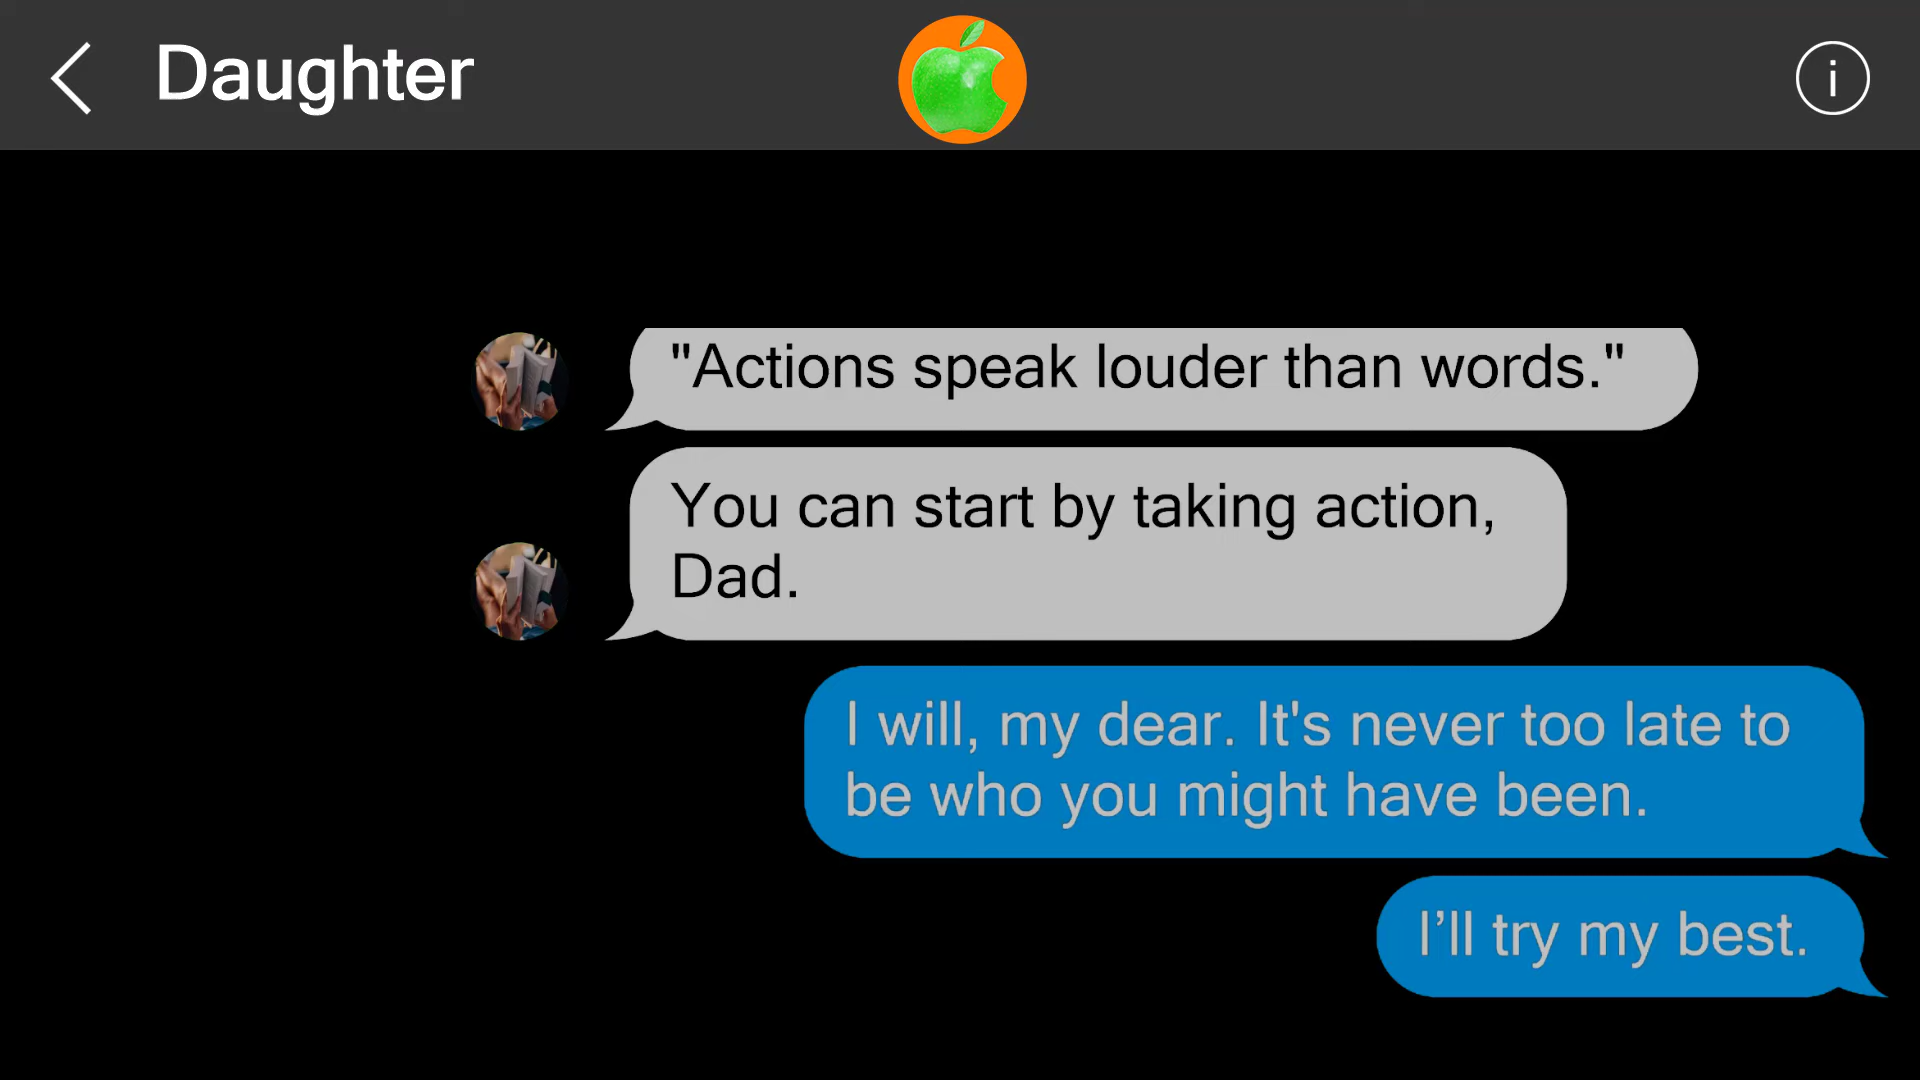 Daughter
i
"Actions speak louder than words."
You can start by taking action,
Dad.
I will, my dear. It's never too late to
be who you might have been.
I’ll try my best.